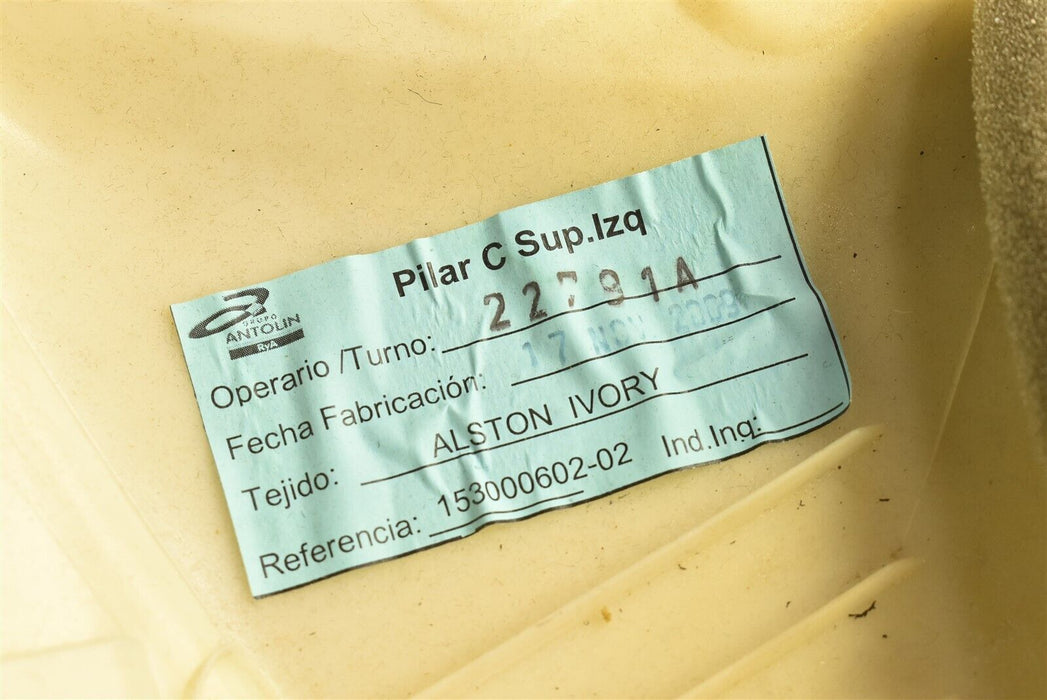 Pilar C Sup.Izq
GRUPO
ANTOLIN
RyA
Operario /Turno: 22791A
Fecha Fabricación: 17 NOV 2003
Tejido: ALSTON IVORY
Referencia: 153000602-02 Ind.Ing: